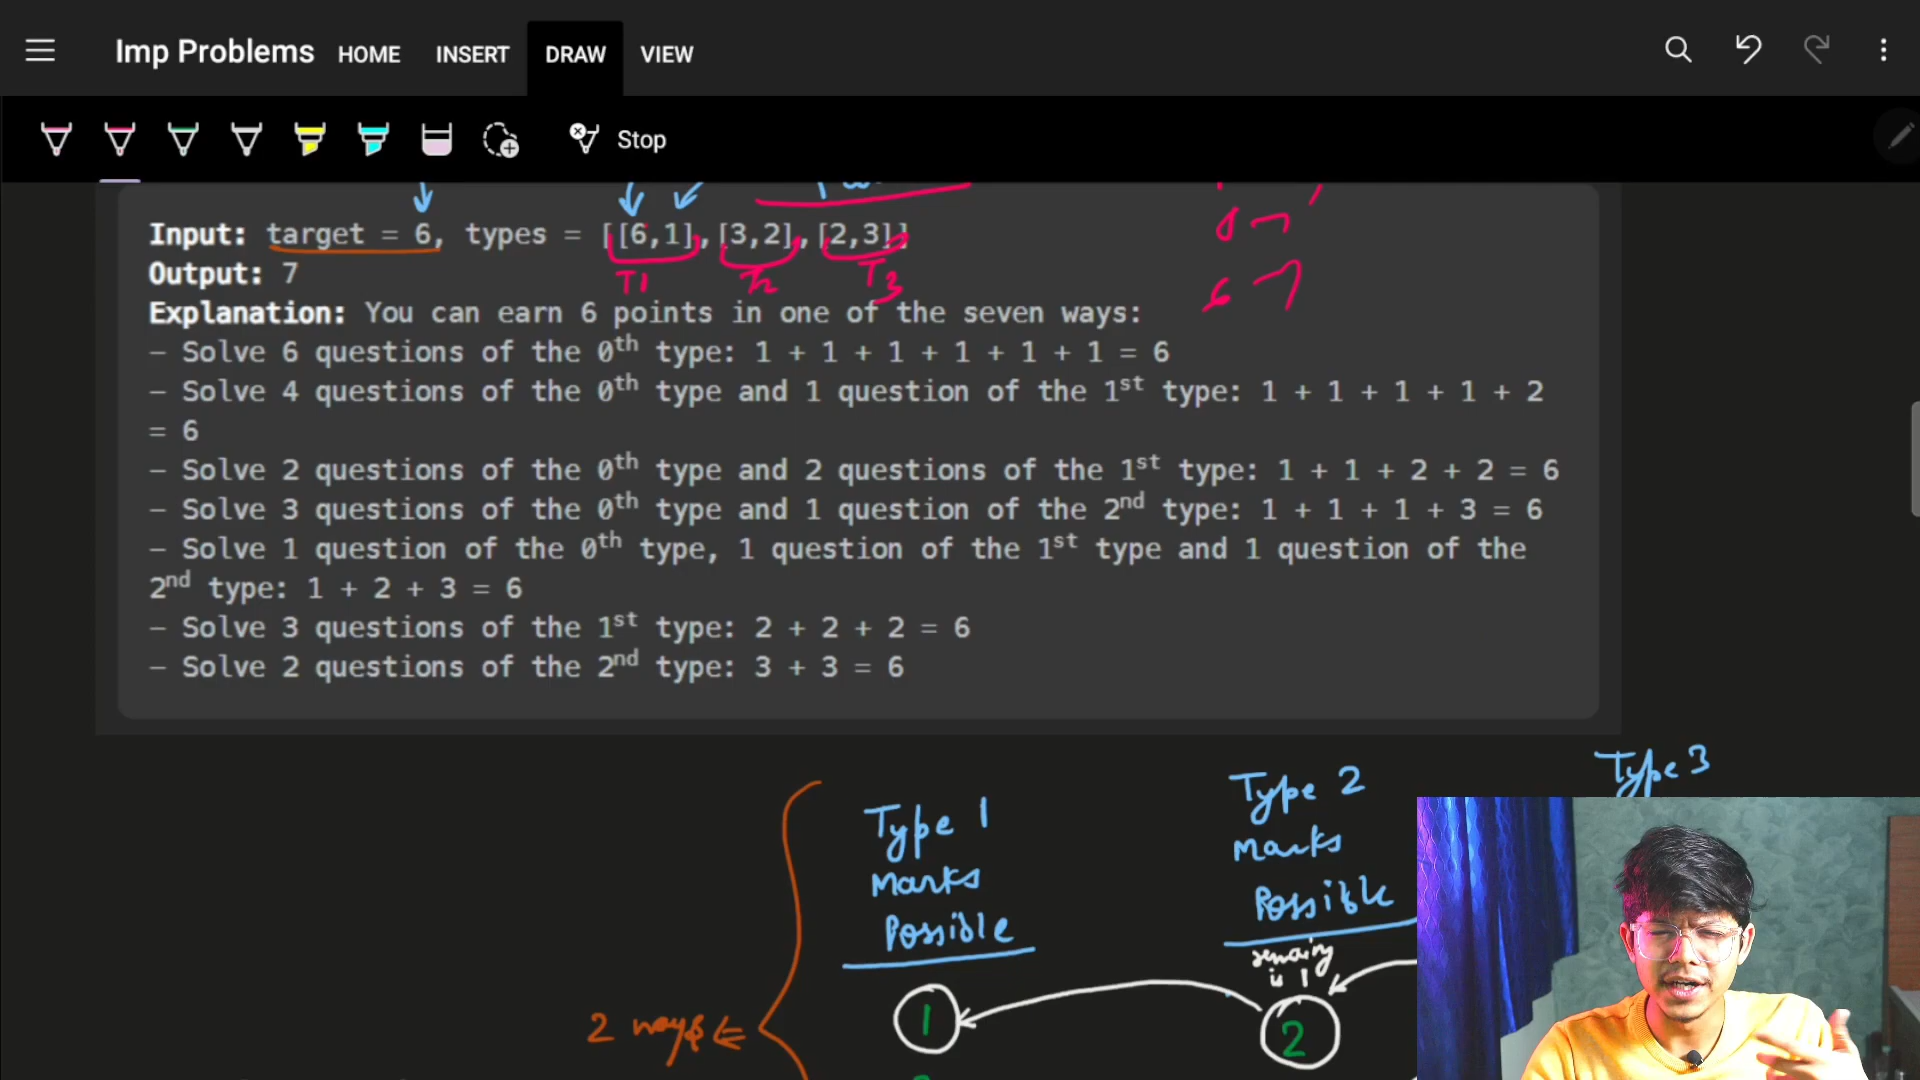 Imp Problems HOME INSERT DRAW VIEW
Stop
Input: target = 6, types = [[6,1],[3,2],[2,3]]
T1 T2 T3
Output: 7
6
Explanation: You can earn 6 points in one of the seven ways:
- Solve 6 questions of the 0th type: 1 + 1 + 1 + 1 + 1 + 1 = 6
- Solve 4 questions of the 0th type and 1 question of the 1st type: 1 + 1 + 1 + 1 + 2
= 6
- Solve 2 questions of the 0th type and 2 questions of the 1st type: 1 + 1 + 2 + 2 = 6
- Solve 3 questions of the 0th type and 1 question of the 2nd type: 1 + 1 + 1 + 3 = 6
- Solve 1 question of the 0th type, 1 question of the 1st type and 1 question of the
2nd type: 1 + 2 + 3 = 6
- Solve 3 questions of the 1st type: 2 + 2 + 2 = 6
- Solve 2 questions of the 2nd type: 3 + 3 = 6
Type 1
Marks
Possible
Type 2
Marks
Possible
Type 3
remaining
is 1
1
2
2 ways